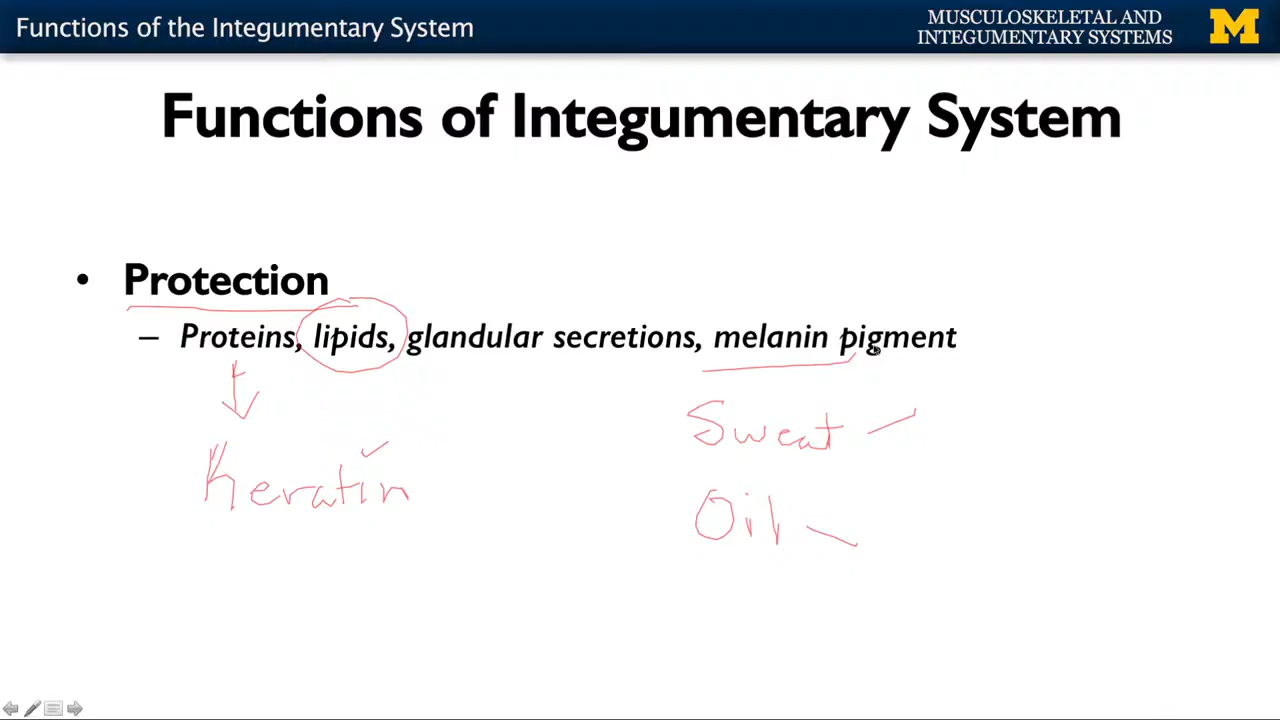 Functions of the Integumentary System
MUSCULOSKELETAL AND
INTEGUMENTARY SYSTEMS
M
Functions of Integumentary System
• Protection
– Proteins, lipids, glandular secretions, melanin pigment
Sweat
Keratin
Oil